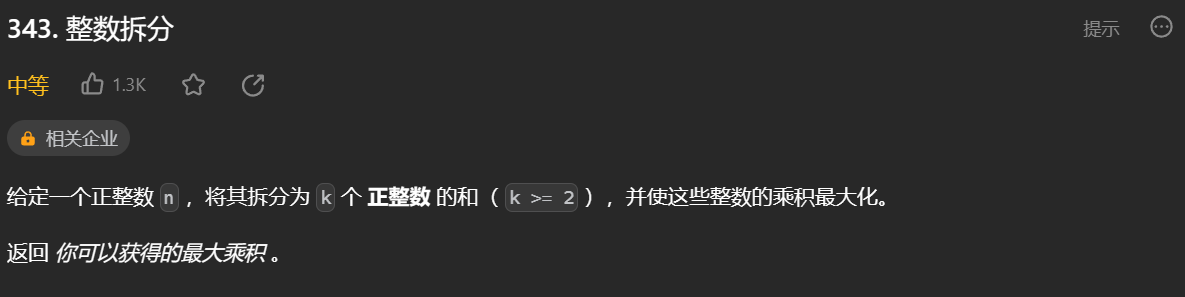 343. 整数拆分
提示
中等 1.3K
相关企业
给定一个正整数 n ，将其拆分为 k 个 正整数 的和（ k >= 2 ），并使这些整数的乘积最大化。
返回 你可以获得的最大乘积 。